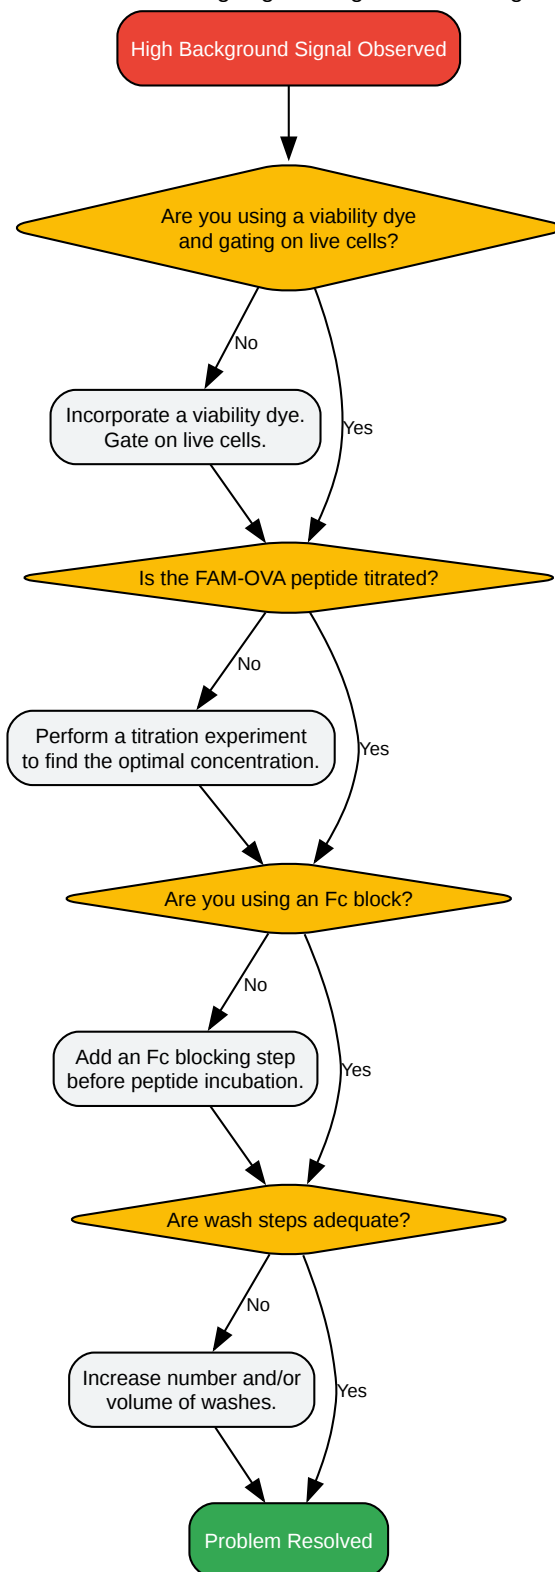 High Background Signal Observed
Are you using a viability dye
and gating on live cells?
No
Yes
Incorporate a viability dye.
Gate on live cells.
Is the FAM-OVA peptide titrated?
No
Yes
Perform a titration experiment
to find the optimal concentration.
Are you using an Fc block?
No
Yes
Add an Fc blocking step
before peptide incubation.
Are wash steps adequate?
No
Yes
Increase number and/or
volume of washes.
Problem Resolved